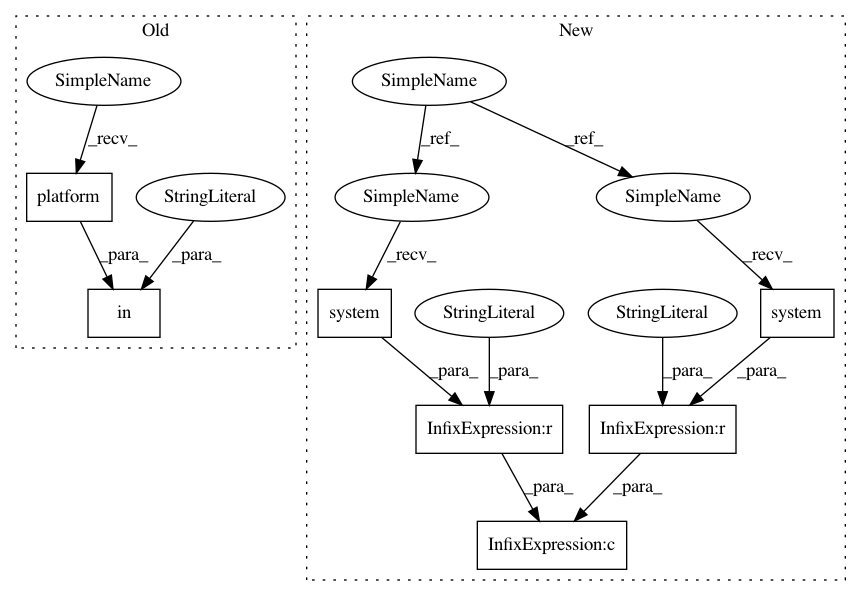 Old
New
SimpleName
SimpleName
_recv_
_ref_
_ref_
platform
StringLiteral
SimpleName
SimpleName
_para_
_para_
_recv_
_recv_
in
system
StringLiteral
StringLiteral
system
_para_
_para_
_para_
_para_
InfixExpression:r
InfixExpression:r
_para_
_para_
InfixExpression:c